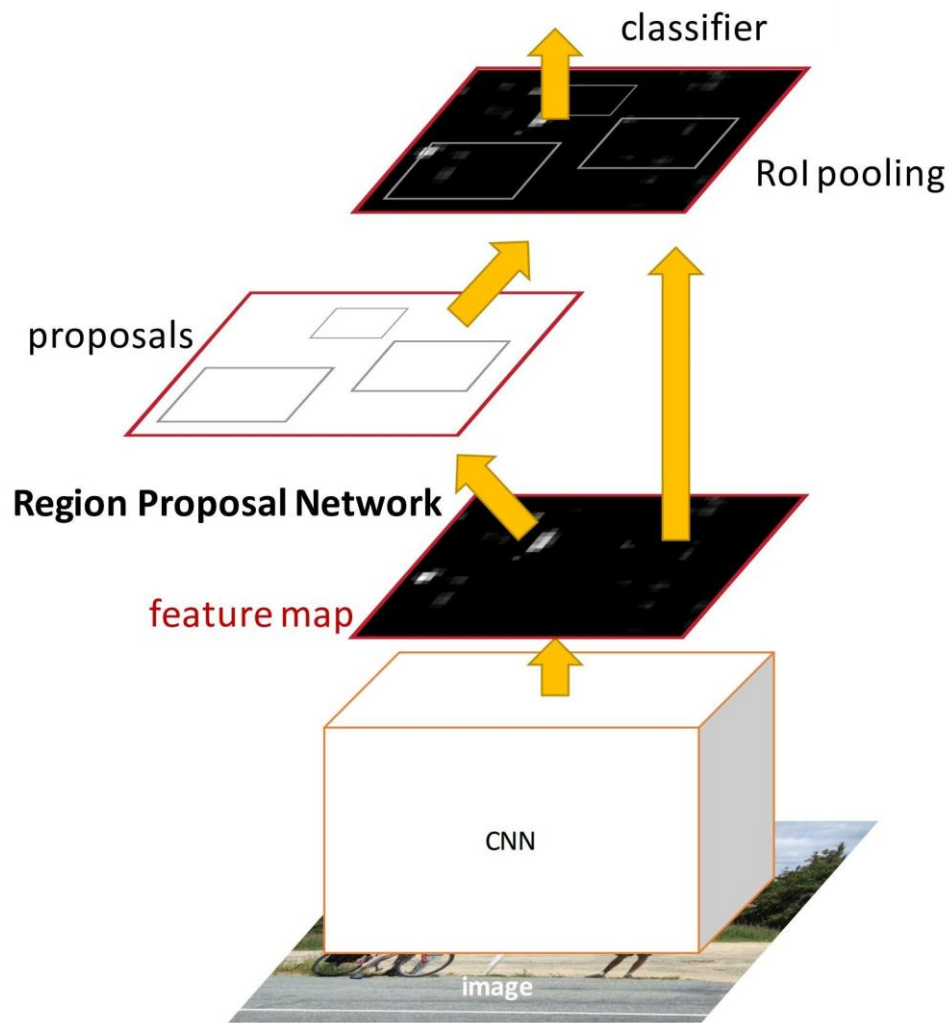 classifier
RoI pooling
proposals
Region Proposal Network
feature map
CNN
image